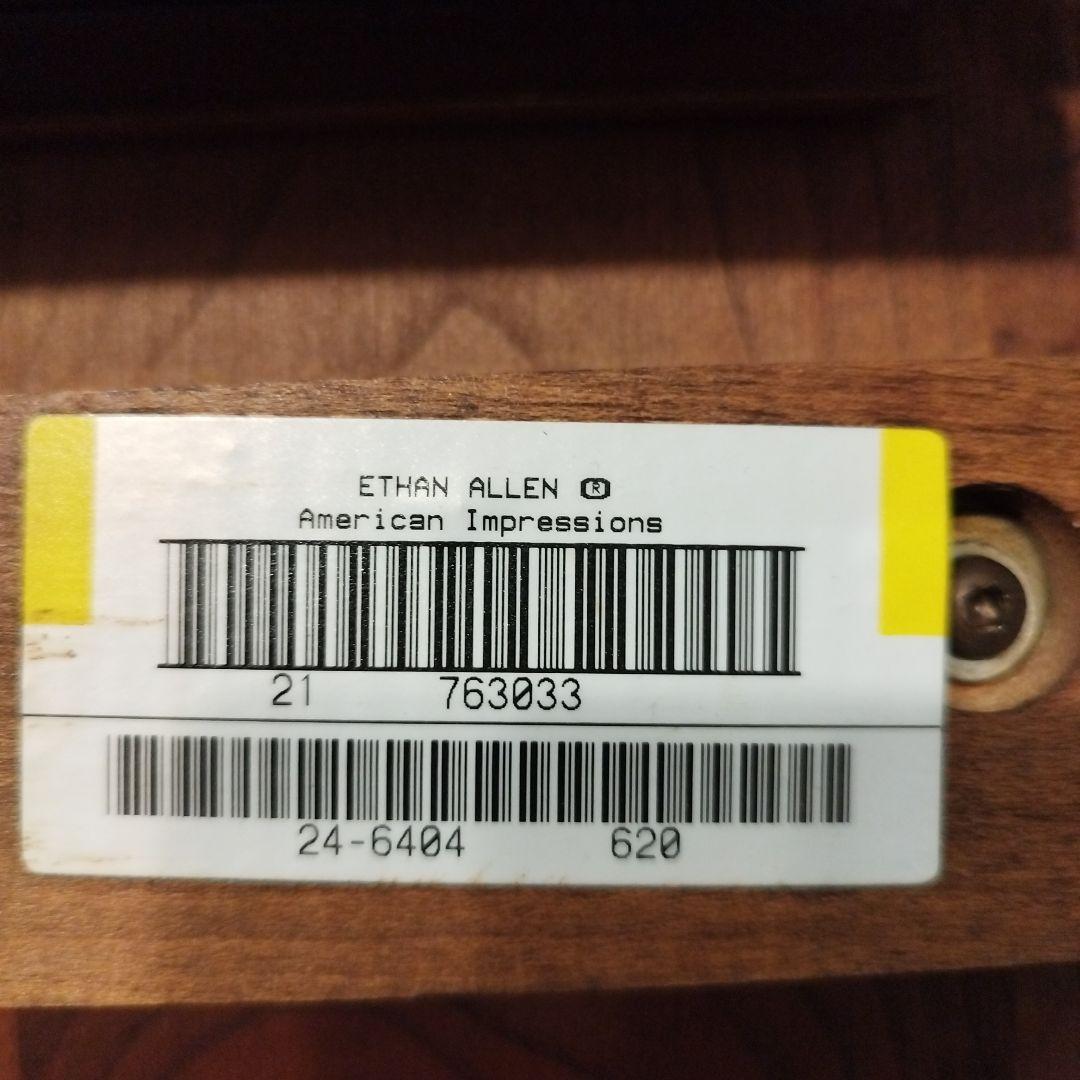 ETHAN ALLEN ®
American Impressions
21 763033
24-6404 620